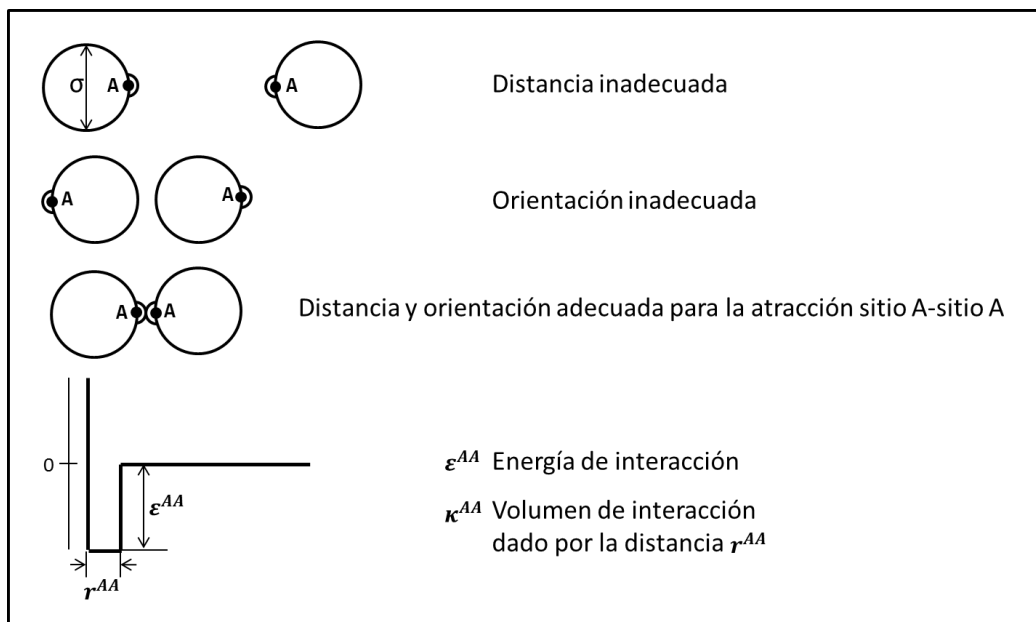 σ A A Distancia inadecuada
A A Orientación inadecuada
A A Distancia y orientación adecuada para la atracción sitio A-sitio A
0
ε^AA
r^AA
ε^AA Energía de interacción
κ^AA Volumen de interacción
dado por la distancia r^AA